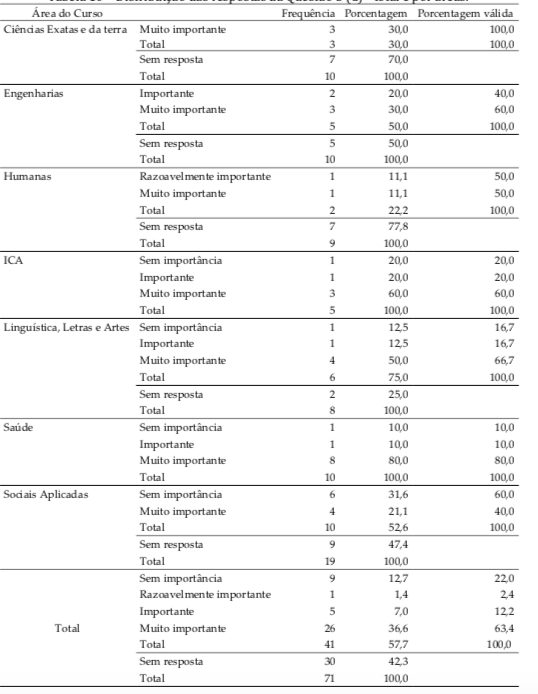 Área do Curso Frequência Porcentagem Porcentagem válida
Ciências Exatas e da terra Muito importante 3 30,0 100,0
Total 3 30,0 100,0
Sem resposta 7 70,0
Total 10 100,0
Engenharias Importante 2 20,0 40,0
Muito importante 3 30,0 60,0
Total 5 50,0 100,0
Sem resposta 5 50,0
Total 10 100,0
Humanas Razoavelmente importante 1 11,1 50,0
Muito importante 1 11,1 50,0
Total 2 22,2 100,0
Sem resposta 7 77,8
Total 9 100,0
ICA Sem importância 1 20,0 20,0
Importante 1 20,0 20,0
Muito importante 3 60,0 60,0
Total 5 100,0 100,0
Linguística, Letras e Artes Sem importância 1 12,5 16,7
Importante 1 12,5 16,7
Muito importante 4 50,0 66,7
Total 6 75,0 100,0
Sem resposta 2 25,0
Total 8 100,0
Saúde Sem importância 1 10,0 10,0
Importante 1 10,0 10,0
Muito importante 8 80,0 80,0
Total 10 100,0 100,0
Sociais Aplicadas Sem importância 6 31,6 60,0
Muito importante 4 21,1 40,0
Total 10 52,6 100,0
Sem resposta 9 47,4
Total 19 100,0
Sem importância 9 12,7 22,0
Razoavelmente importante 1 1,4 2,4
Importante 5 7,0 12,2
Total Muito importante 26 36,6 63,4
Total 41 57,7 100,0
Sem resposta 30 42,3
Total 71 100,0